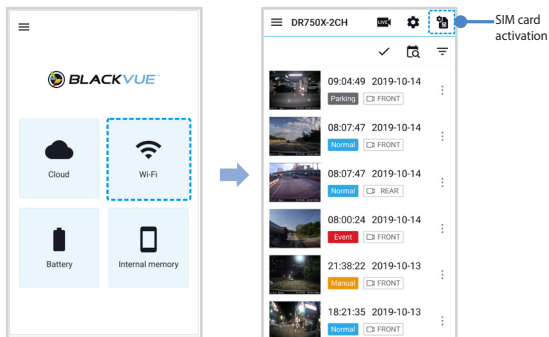 BLACKVUE
Cloud
Wi-Fi
Battery
Internal memory
DR750X-2CH
LIVE
SIM card
activation
09:04:49 2019-10-14
Parking FRONT
08:07:47 2019-10-14
Normal FRONT
08:07:47 2019-10-14
Normal REAR
08:00:24 2019-10-14
Event FRONT
21:38:22 2019-10-13
Manual FRONT
18:21:35 2019-10-13
Normal FRONT